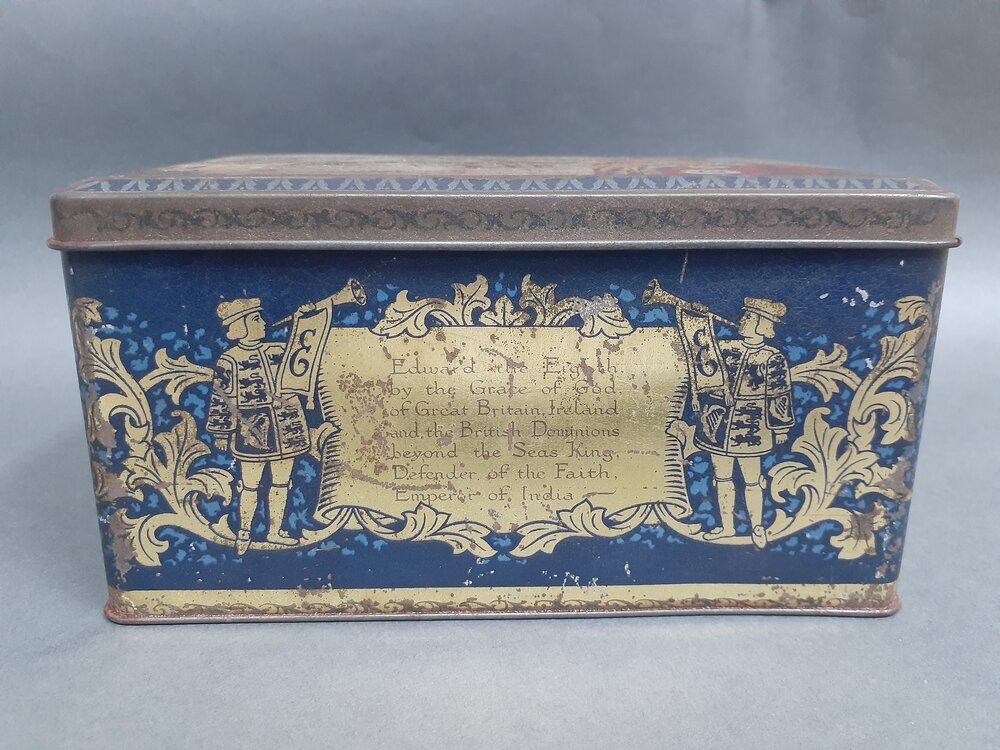 E
E
Edward the Eighth,
by the Grace of God,
of Great Britain, Ireland
and the British Dominions
beyond the Seas King,
Defender of the Faith,
Emperor of India